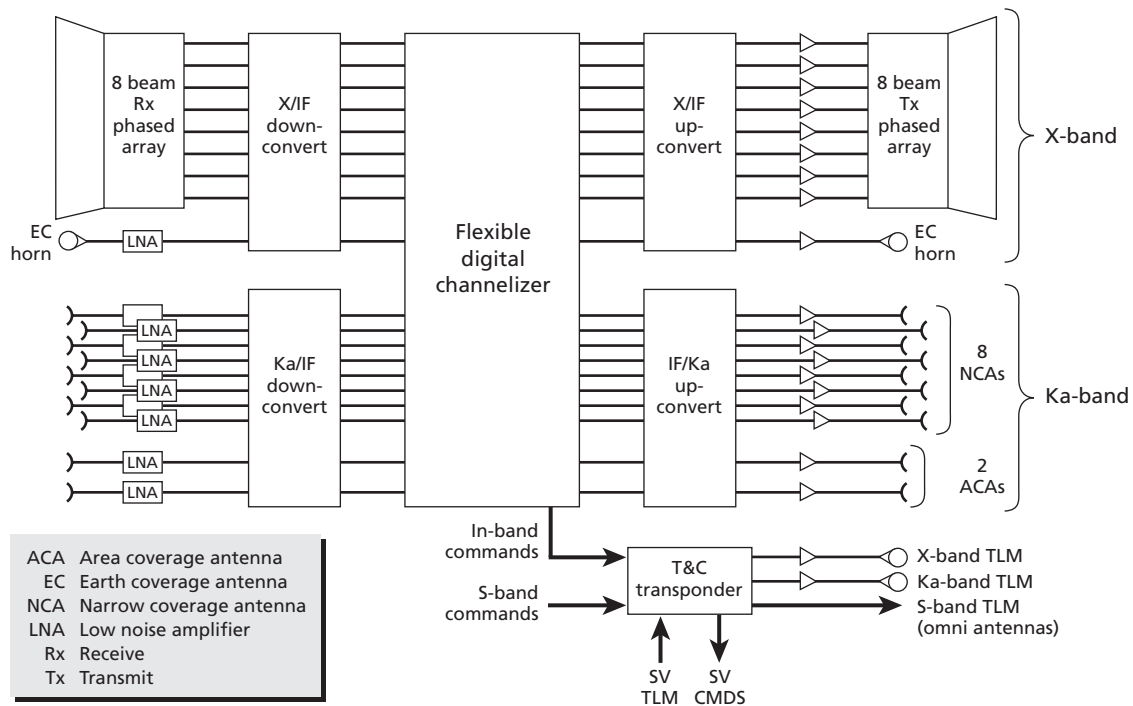 8 beam
Rx
phased
array
X/IF
down-
convert
Flexible
digital
channelizer
X/IF
up-
convert
8 beam
Tx
phased
array
X-band
EC
horn
LNA
EC
horn
LNA
LNA
LNA
LNA
Ka/IF
down-
convert
IF/Ka
up-
convert
8
NCAs
Ka-band
LNA
LNA
2
ACAs
In-band
commands
S-band
commands
T&C
transponder
X-band TLM
Ka-band TLM
S-band TLM
(omni antennas)
SV
TLM
SV
CMDS
ACA Area coverage antenna
EC Earth coverage antenna
NCA Narrow coverage antenna
LNA Low noise amplifier
Rx Receive
Tx Transmit